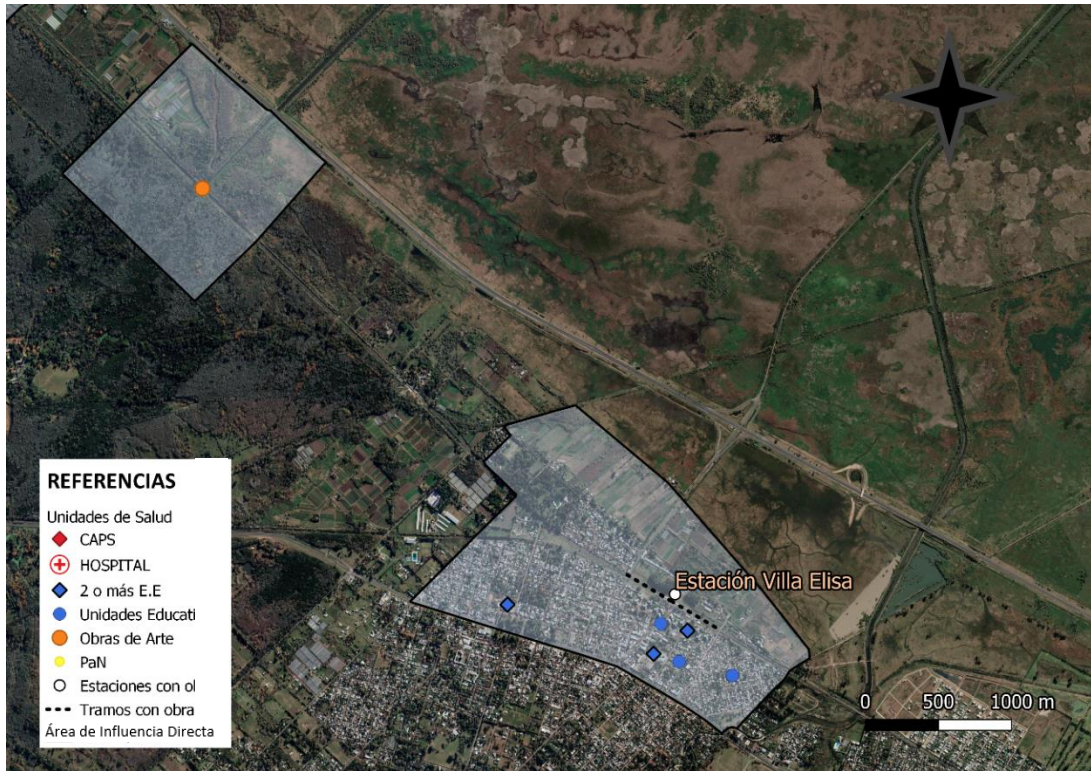 Estación Villa Elisa
REFERENCIAS
Unidades de Salud
CAPS
HOSPITAL
2 o más E.E
Unidades Educati
Obras de Arte
PaN
Estaciones con ol
Tramos con obra
Área de Influencia Directa
0 500 1000 m